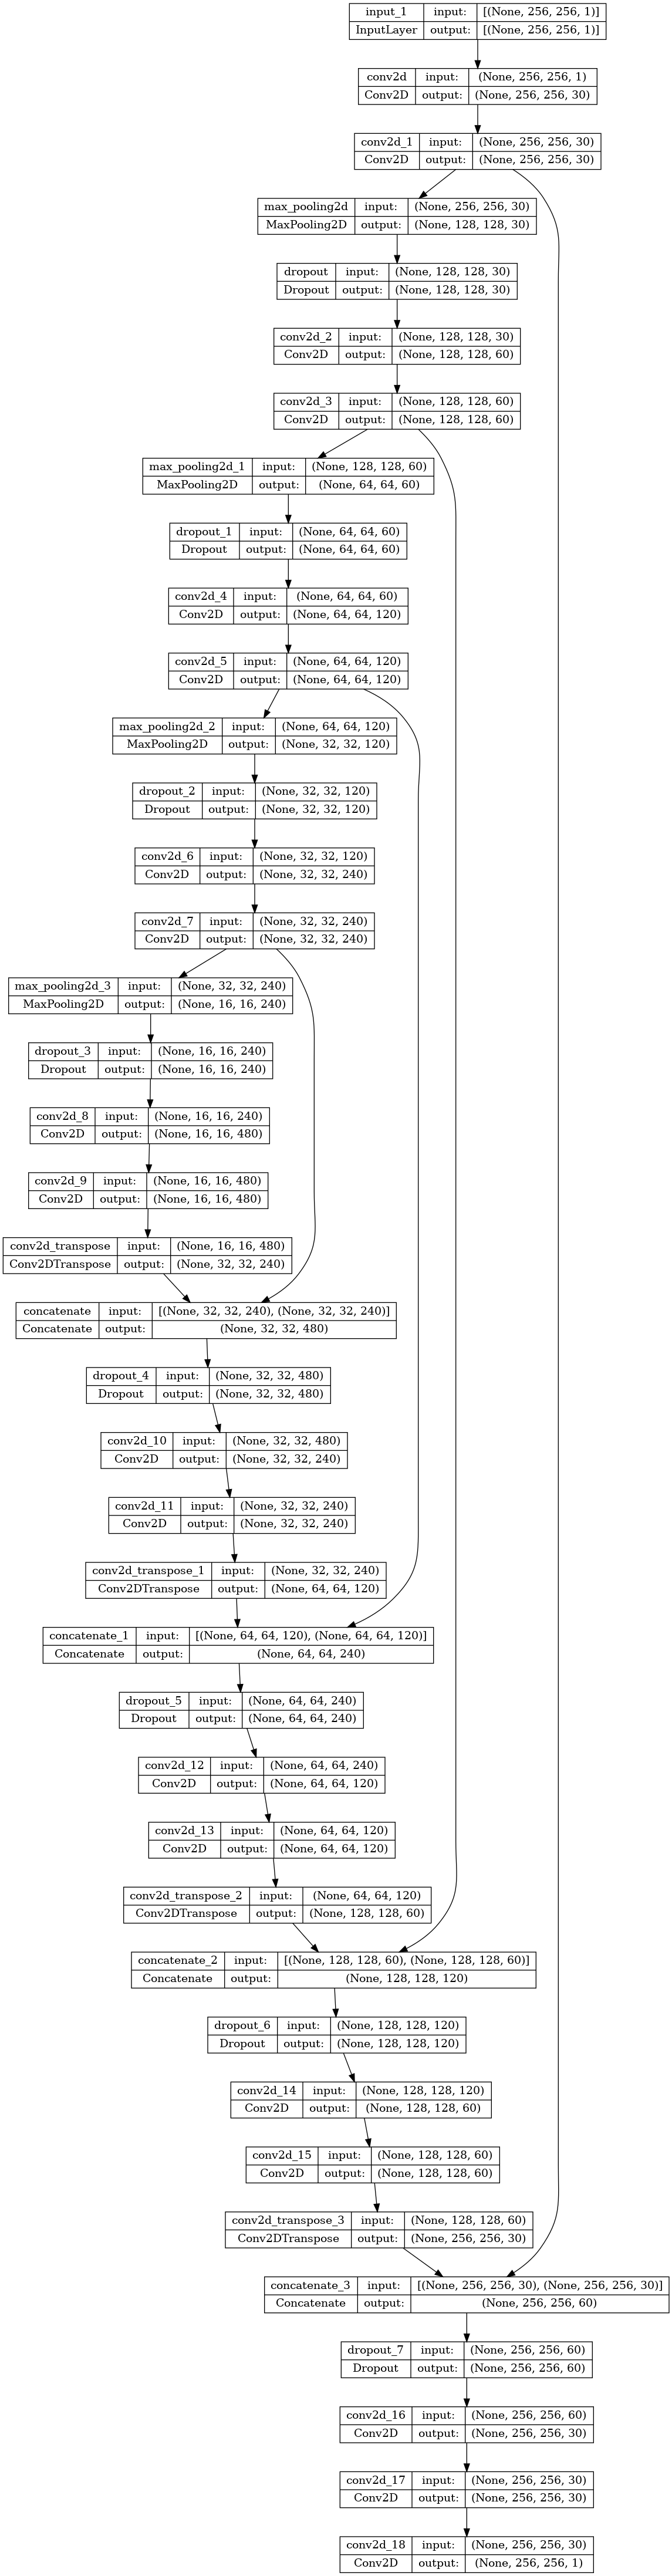 input_1 input: [(None, 256, 256, 1)]
InputLayer output: [(None, 256, 256, 1)]
conv2d input: (None, 256, 256, 1)
Conv2D output: (None, 256, 256, 30)
conv2d_1 input: (None, 256, 256, 30)
Conv2D output: (None, 256, 256, 30)
max_pooling2d input: (None, 256, 256, 30)
MaxPooling2D output: (None, 128, 128, 30)
dropout input: (None, 128, 128, 30)
Dropout output: (None, 128, 128, 30)
conv2d_2 input: (None, 128, 128, 30)
Conv2D output: (None, 128, 128, 60)
conv2d_3 input: (None, 128, 128, 60)
Conv2D output: (None, 128, 128, 60)
max_pooling2d_1 input: (None, 128, 128, 60)
MaxPooling2D output: (None, 64, 64, 60)
dropout_1 input: (None, 64, 64, 60)
Dropout output: (None, 64, 64, 60)
conv2d_4 input: (None, 64, 64, 60)
Conv2D output: (None, 64, 64, 120)
conv2d_5 input: (None, 64, 64, 120)
Conv2D output: (None, 64, 64, 120)
max_pooling2d_2 input: (None, 64, 64, 120)
MaxPooling2D output: (None, 32, 32, 120)
dropout_2 input: (None, 32, 32, 120)
Dropout output: (None, 32, 32, 120)
conv2d_6 input: (None, 32, 32, 120)
Conv2D output: (None, 32, 32, 240)
conv2d_7 input: (None, 32, 32, 240)
Conv2D output: (None, 32, 32, 240)
max_pooling2d_3 input: (None, 32, 32, 240)
MaxPooling2D output: (None, 16, 16, 240)
dropout_3 input: (None, 16, 16, 240)
Dropout output: (None, 16, 16, 240)
conv2d_8 input: (None, 16, 16, 240)
Conv2D output: (None, 16, 16, 480)
conv2d_9 input: (None, 16, 16, 480)
Conv2D output: (None, 16, 16, 480)
conv2d_transpose input: (None, 16, 16, 480)
Conv2DTranspose output: (None, 32, 32, 240)
concatenate input: [(None, 32, 32, 240), (None, 32, 32, 240)]
Concatenate output: (None, 32, 32, 480)
dropout_4 input: (None, 32, 32, 480)
Dropout output: (None, 32, 32, 480)
conv2d_10 input: (None, 32, 32, 480)
Conv2D output: (None, 32, 32, 240)
conv2d_11 input: (None, 32, 32, 240)
Conv2D output: (None, 32, 32, 240)
conv2d_transpose_1 input: (None, 32, 32, 240)
Conv2DTranspose output: (None, 64, 64, 120)
concatenate_1 input: [(None, 64, 64, 120), (None, 64, 64, 120)]
Concatenate output: (None, 64, 64, 240)
dropout_5 input: (None, 64, 64, 240)
Dropout output: (None, 64, 64, 240)
conv2d_12 input: (None, 64, 64, 240)
Conv2D output: (None, 64, 64, 120)
conv2d_13 input: (None, 64, 64, 120)
Conv2D output: (None, 64, 64, 120)
conv2d_transpose_2 input: (None, 64, 64, 120)
Conv2DTranspose output: (None, 128, 128, 60)
concatenate_2 input: [(None, 128, 128, 60), (None, 128, 128, 60)]
Concatenate output: (None, 128, 128, 120)
dropout_6 input: (None, 128, 128, 120)
Dropout output: (None, 128, 128, 120)
conv2d_14 input: (None, 128, 128, 120)
Conv2D output: (None, 128, 128, 60)
conv2d_15 input: (None, 128, 128, 60)
Conv2D output: (None, 128, 128, 60)
conv2d_transpose_3 input: (None, 128, 128, 60)
Conv2DTranspose output: (None, 256, 256, 30)
concatenate_3 input: [(None, 256, 256, 30), (None, 256, 256, 30)]
Concatenate output: (None, 256, 256, 60)
dropout_7 input: (None, 256, 256, 60)
Dropout output: (None, 256, 256, 60)
conv2d_16 input: (None, 256, 256, 60)
Conv2D output: (None, 256, 256, 30)
conv2d_17 input: (None, 256, 256, 30)
Conv2D output: (None, 256, 256, 30)
conv2d_18 input: (None, 256, 256, 30)
Conv2D output: (None, 256, 256, 1)